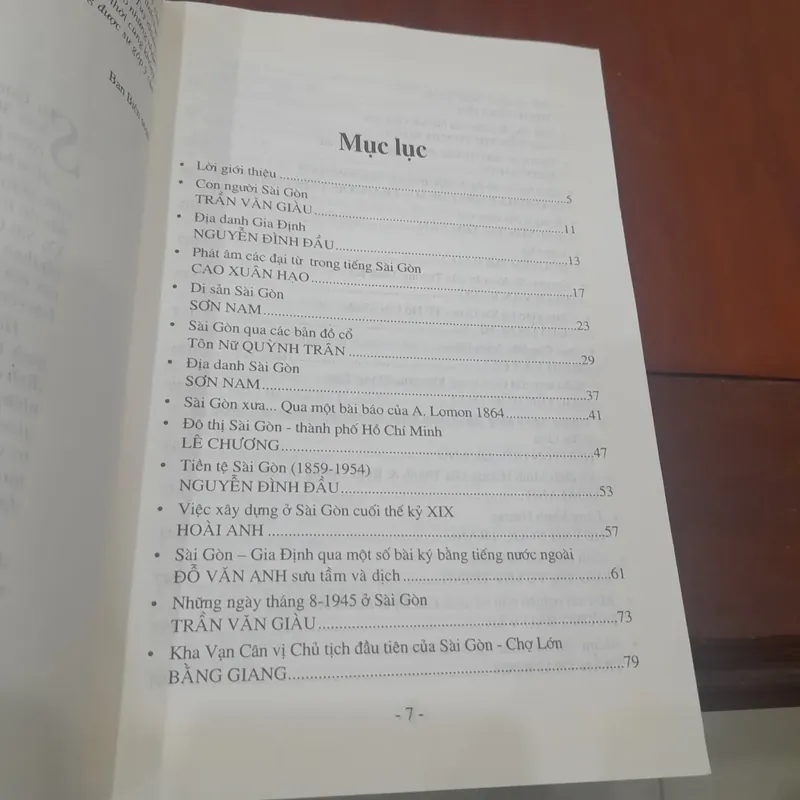 được sự góp ý
Ban Biên soạn
Mục lục
• Lời giới thiệu ..........5
• Con người Sài Gòn
TRẦN VĂN GIÀU..........11
• Địa danh Gia Định
NGUYỄN ĐÌNH ĐẦU..........13
• Phát âm các đại từ trong tiếng Sài Gòn
CAO XUÂN HẠO..........17
• Di sản Sài Gòn
SƠN NAM..........23
• Sài Gòn qua các bản đồ cổ
Tôn Nữ QUỲNH TRÂN..........29
• Địa danh Sài Gòn
SƠN NAM..........37
• Sài Gòn xưa... Qua một bài báo của A. Lomon 1864..........41
• Đô thị Sài Gòn - thành phố Hồ Chí Minh
LÊ CHƯƠNG..........47
• Tiền tệ Sài Gòn (1859-1954)
NGUYỄN ĐÌNH ĐẦU..........53
• Việc xây dựng ở Sài Gòn cuối thế kỷ XIX
HOÀI ANH..........57
• Sài Gòn – Gia Định qua một số bài ký bằng tiếng nước ngoài
ĐỖ VĂN ANH sưu tầm và dịch..........61
• Những ngày tháng 8-1945 ở Sài Gòn
TRẦN VĂN GIÀU..........73
• Kha Vạn Cân vị Chủ tịch đầu tiên của Sài Gòn - Chợ Lớn
BẰNG GIANG..........79
- 7 -